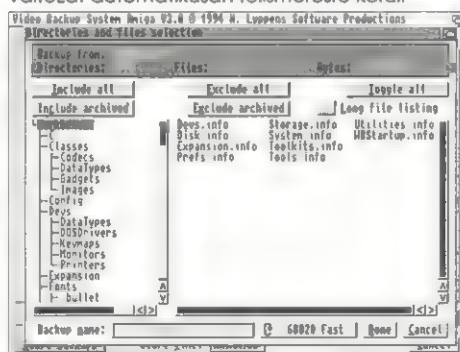 Video Backup System Amiga V3.0 © 1994 W. Lyppens Software Productions
Directories and files selection
Backup from.
Directories: Files: Bytes:
Include all Exclude all Toggle all
Include archived Exclude archived Long file listing
C
Classes
Codecs
DataTypes
Gadgets
Images
Config
Devs
DataTypes
DOSDrivers
Keymaps
Monitors
Printers
Expansion
Fonts
bullet
Devs.info Storage.info Utilities info
Disk info System info WBStartup.info
Expansion.info Toolkits.info
Prefs info Tools info
Backup name: 68020 Fast Done Cancel